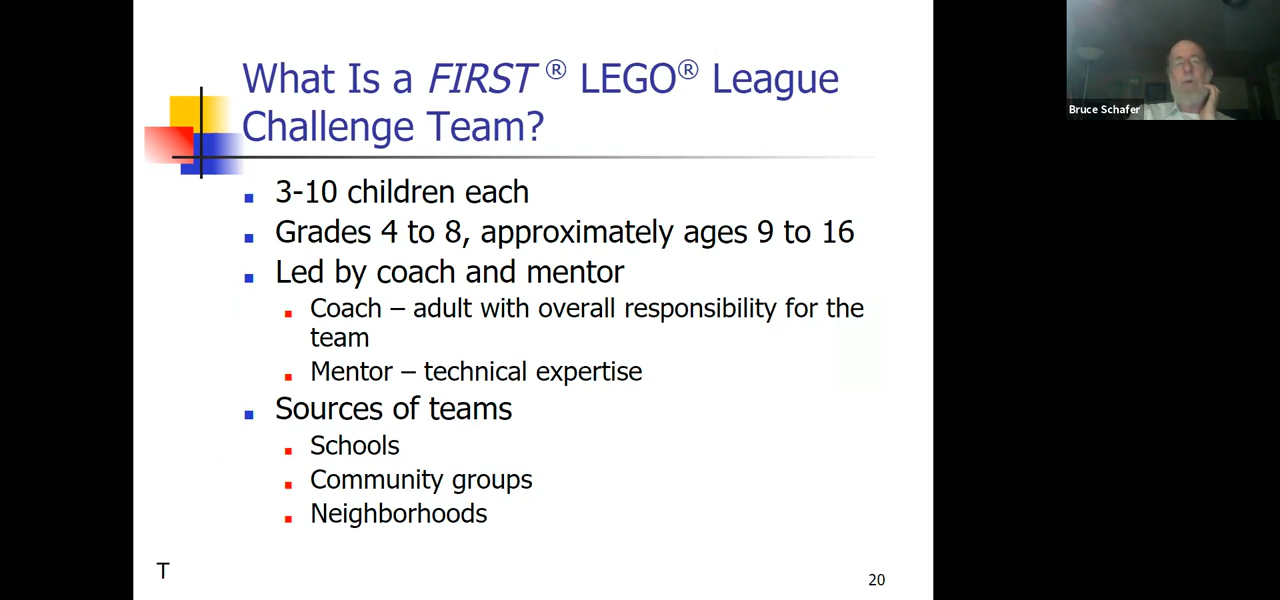 What Is a FIRST ® LEGO® League
Challenge Team?
3-10 children each
Grades 4 to 8, approximately ages 9 to 16
Led by coach and mentor
Coach – adult with overall responsibility for the
team
Mentor – technical expertise
Sources of teams
Schools
Community groups
Neighborhoods
T
20
Bruce Schafer